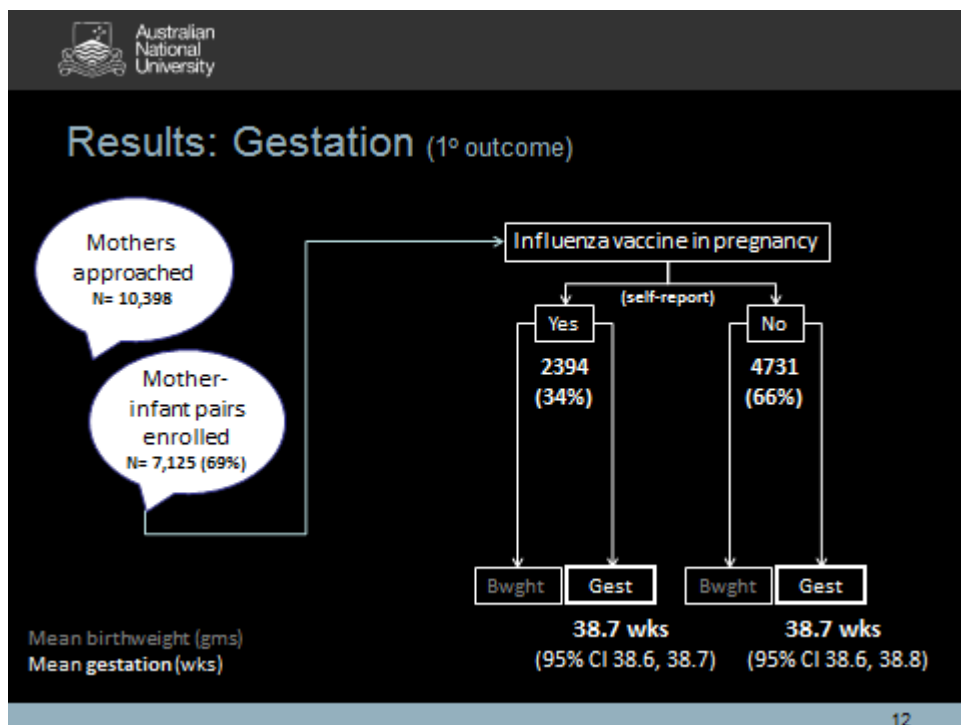 Australian
National
University
Results: Gestation (1º outcome)
Mothers
approached
N= 10,398
Mother-
infant pairs
enrolled
N= 7,125 (69%)
Influenza vaccine in pregnancy
(self-report)
Yes
No
2394
(34%)
4731
(66%)
Bwght
Gest
Bwght
Gest
38.7 wks
(95% CI 38.6, 38.7)
38.7 wks
(95% CI 38.6, 38.8)
Mean birthweight (gms)
Mean gestation (wks)
12